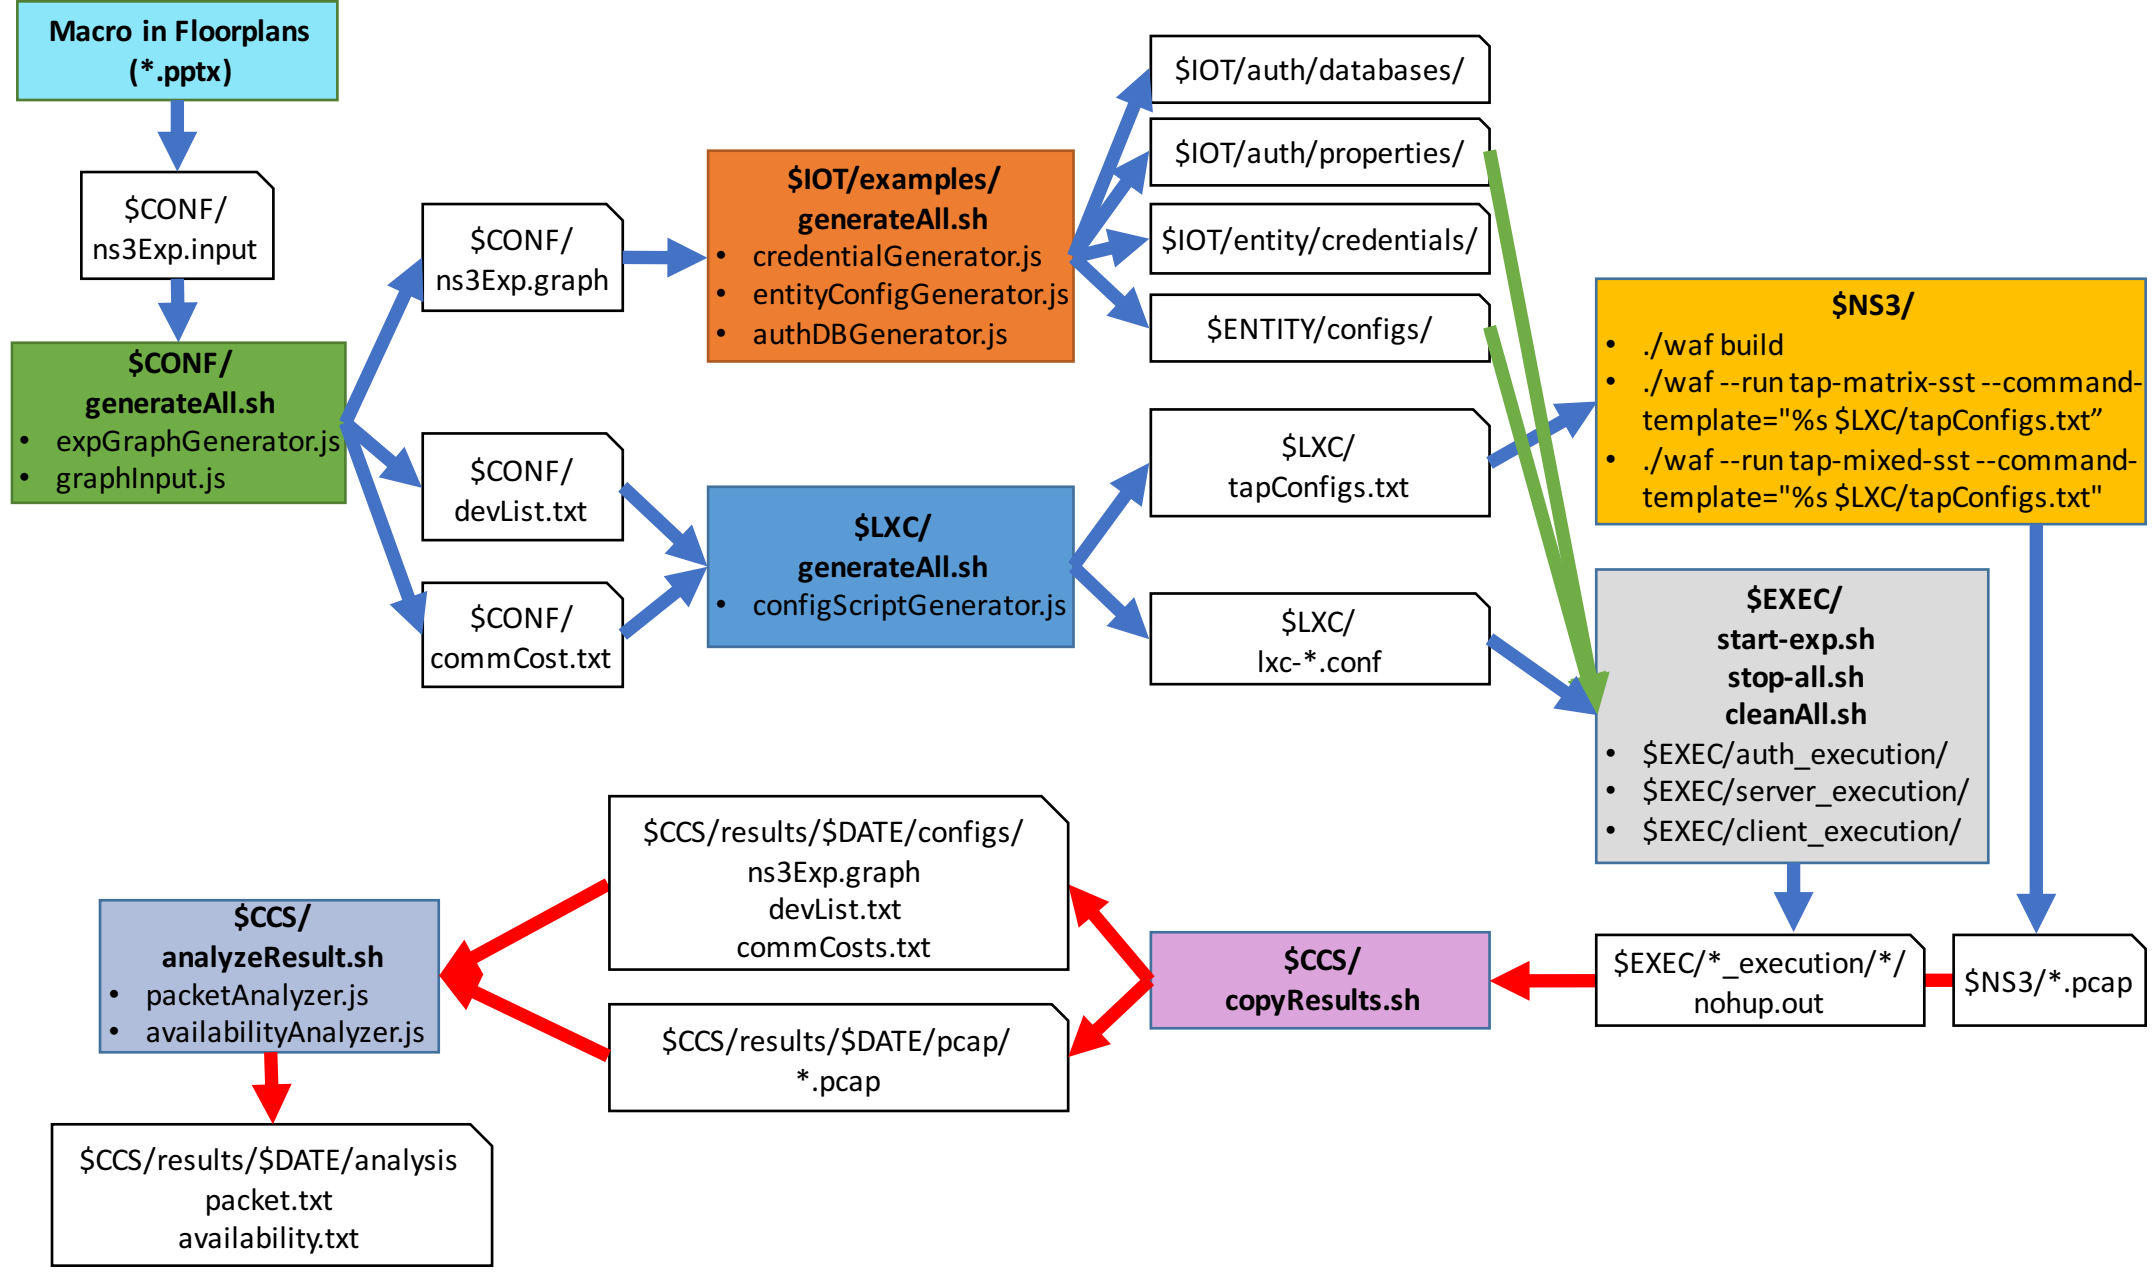 Macro in Floorplans
(*.pptx)
$CONF/
ns3Exp.input
$CONF/
generateAll.sh
• expGraphGenerator.js
• graphInput.js
$CONF/
ns3Exp.graph
$CONF/
devList.txt
$CONF/
commCost.txt
$IOT/examples/
generateAll.sh
• credentialGenerator.js
• entityConfigGenerator.js
• authDBGenerator.js
$LXC/
generateAll.sh
• configScriptGenerator.js
$IOT/auth/databases/
$IOT/auth/properties/
$IOT/entity/credentials/
$ENTITY/configs/
$LXC/
tapConfigs.txt
$LXC/
lxc-*.conf
$NS3/
• ./waf build
• ./waf --run tap-matrix-sst --command-
template="%s $LXC/tapConfigs.txt”
• ./waf --run tap-mixed-sst --command-
template="%s $LXC/tapConfigs.txt"
$EXEC/
start-exp.sh
stop-all.sh
cleanAll.sh
• $EXEC/auth_execution/
• $EXEC/server_execution/
• $EXEC/client_execution/
$EXEC/*_execution/*/
nohup.out
$NS3/*.pcap
$CCS/
copyResults.sh
$CCS/results/$DATE/configs/
ns3Exp.graph
devList.txt
commCosts.txt
$CCS/results/$DATE/pcap/
*.pcap
$CCS/
analyzeResult.sh
• packetAnalyzer.js
• availabilityAnalyzer.js
$CCS/results/$DATE/analysis
packet.txt
availability.txt